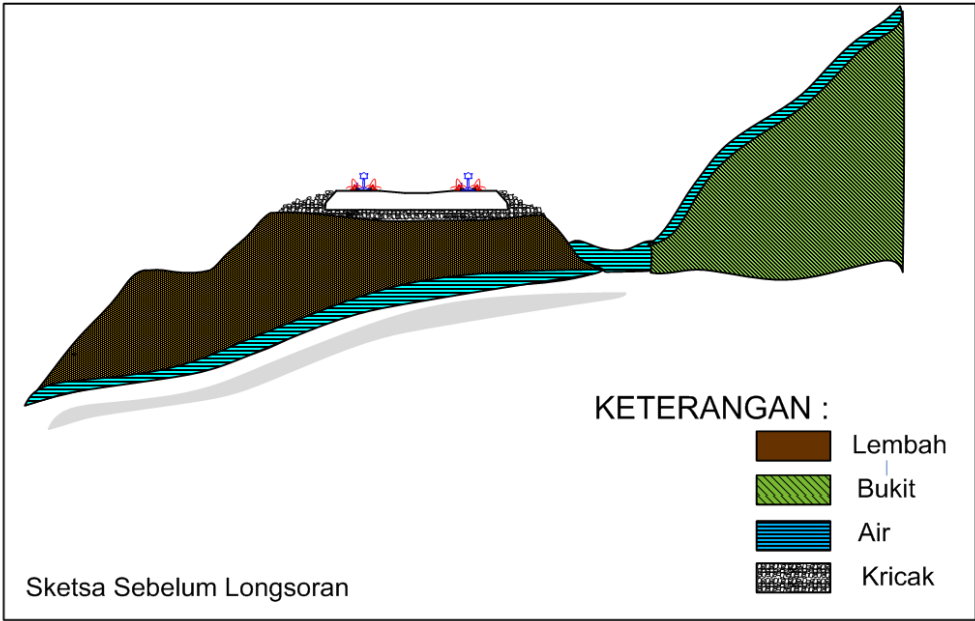 KETERANGAN :
Lembah
Bukit
Air
Kricak
Sketsa Sebelum Longsoran